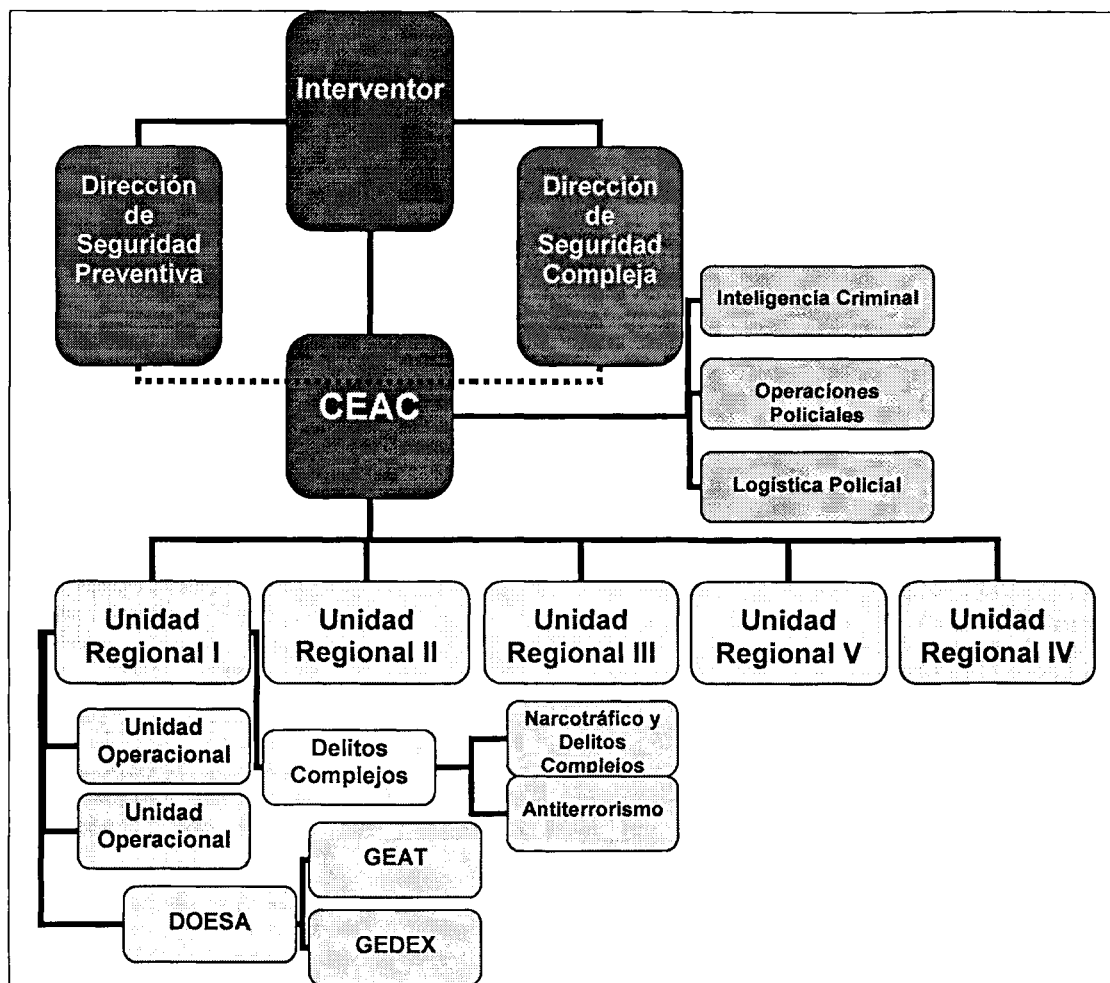 Interventor
Dirección
de
Seguridad
Preventiva
Dirección
de
Seguridad
Compleja
Inteligencia Criminal
Operaciones
Policiales
Logística Policial
CEAC
Unidad
Regional I
Unidad
Regional II
Unidad
Regional III
Unidad
Regional V
Unidad
Regional IV
Unidad
Operacional
Unidad
Operacional
Delitos
Complejos
Narcotráfico y
Delitos
Complejos
Antiterrorismo
DOESA
GEAT
GEDEX